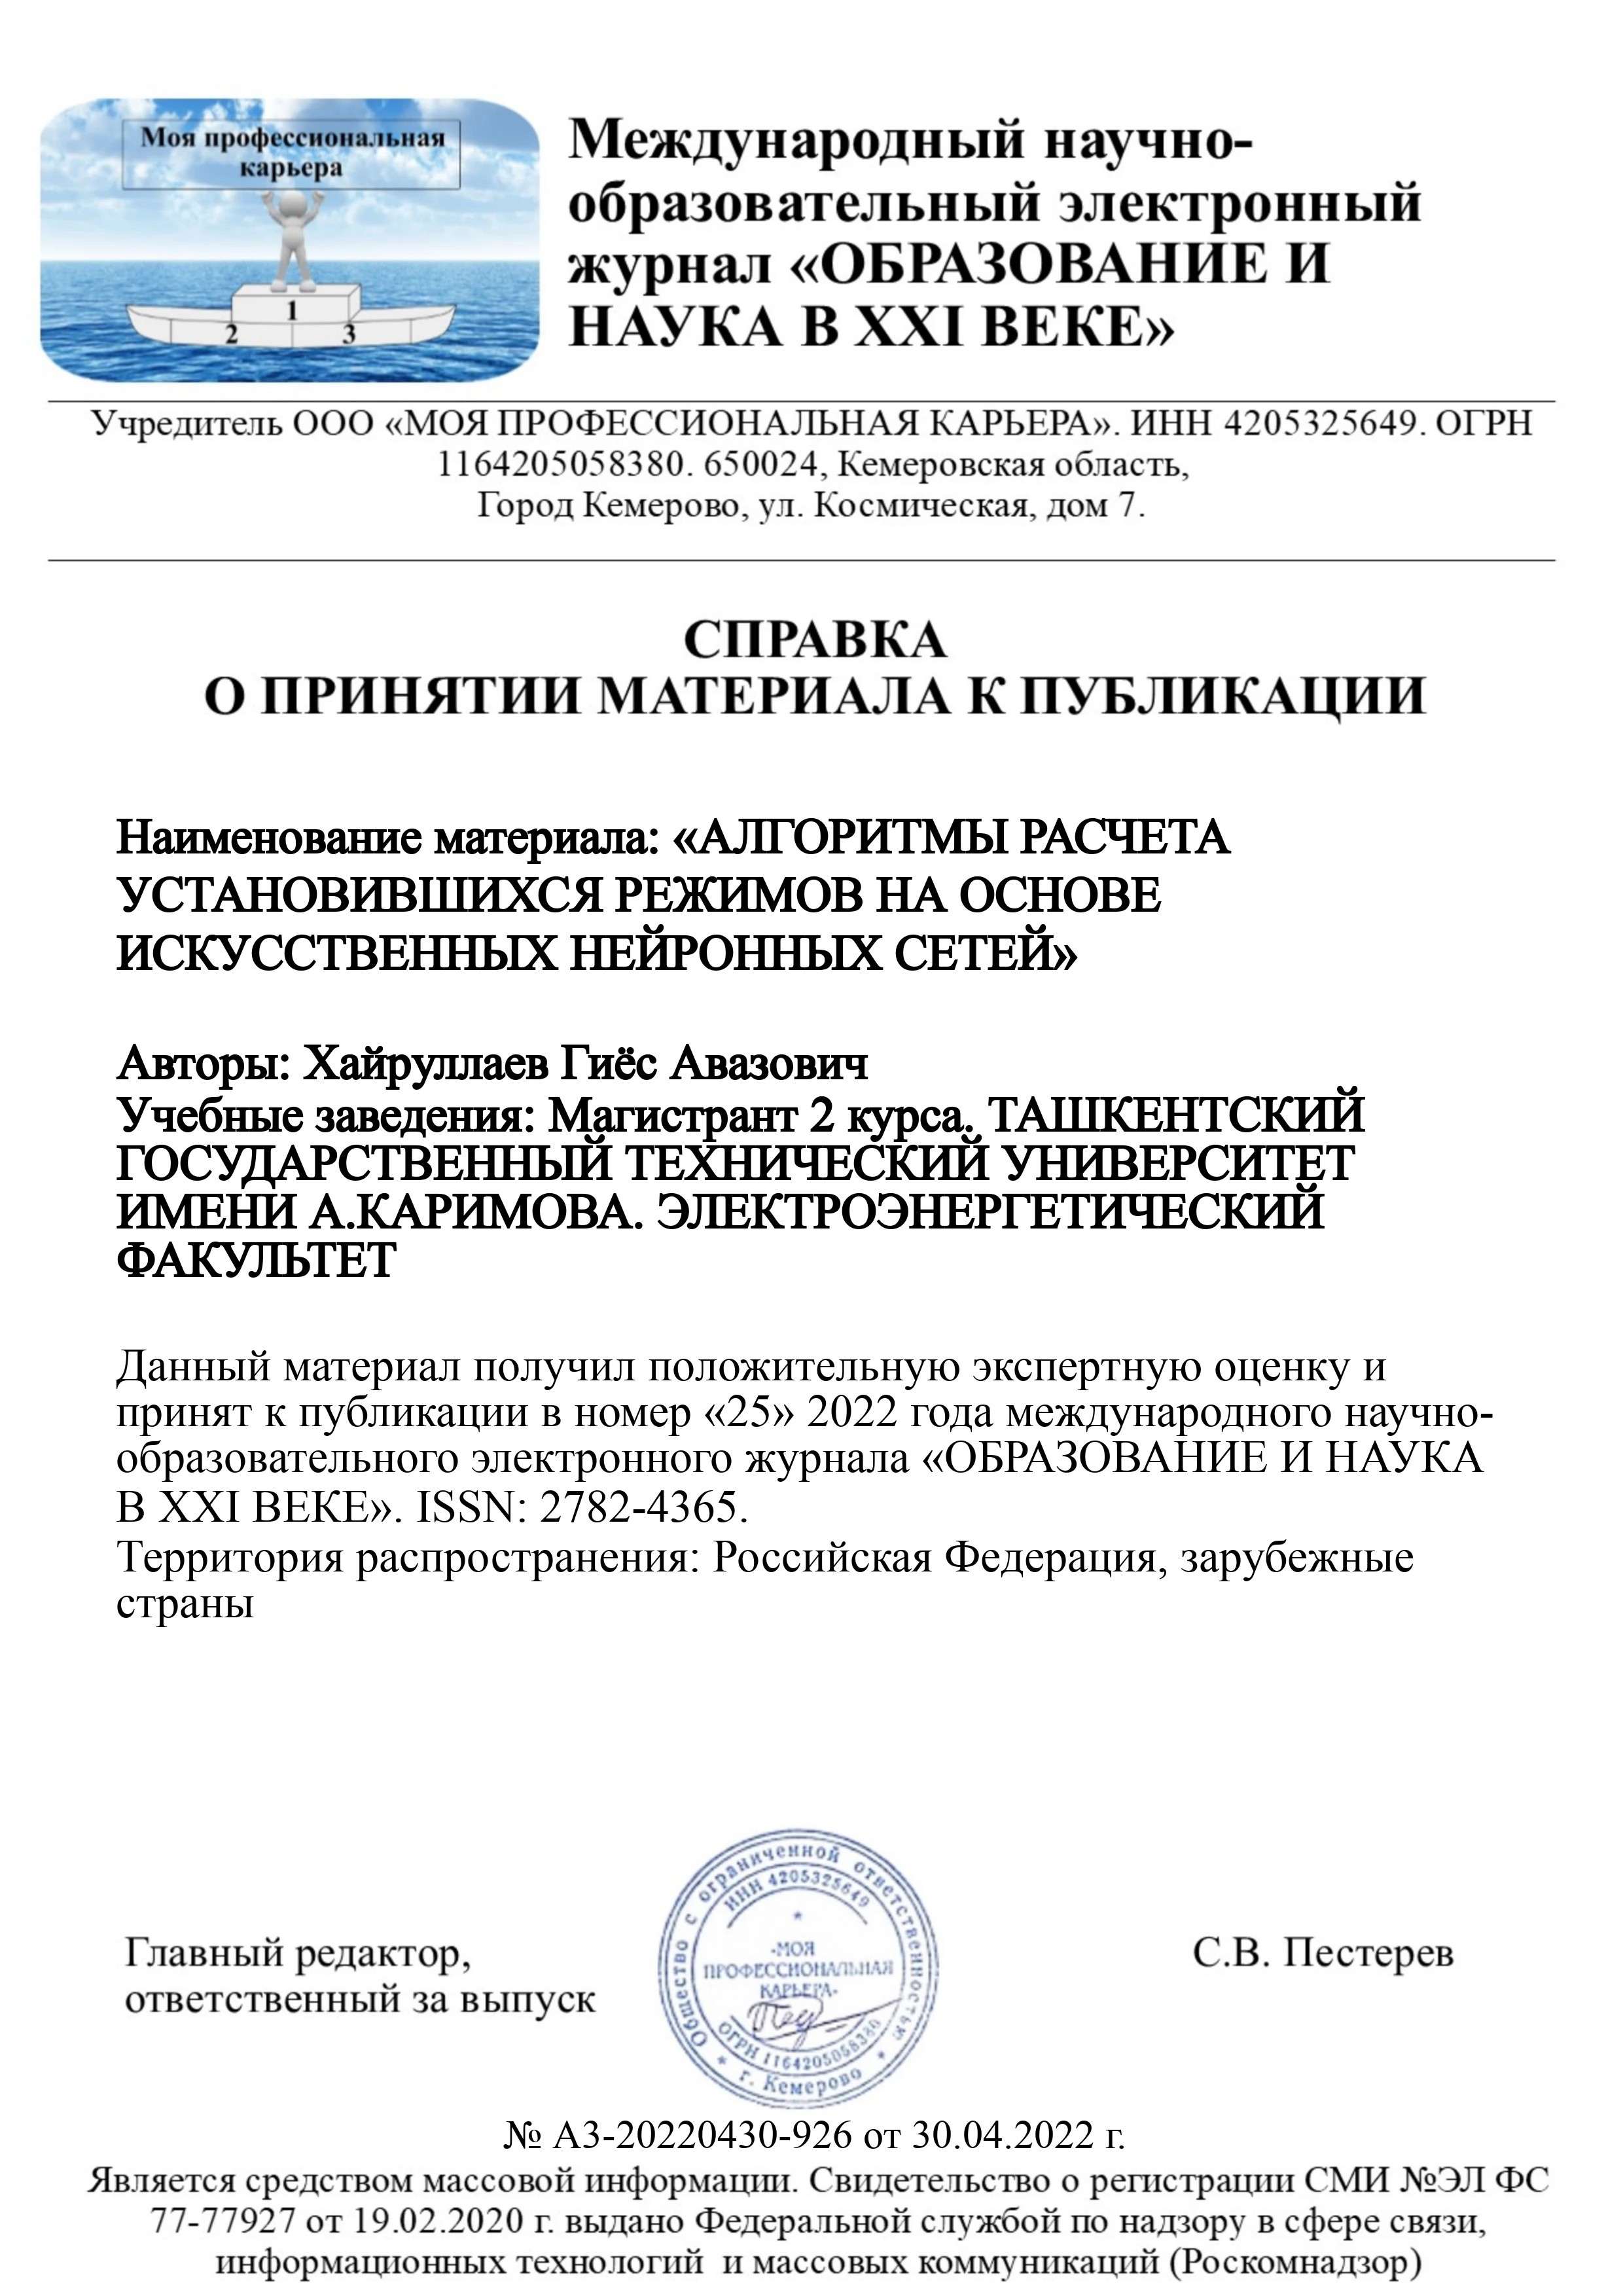 Моя профессиональная
карьера
1
2
3
Международный научно-
образовательный электронный
журнал «ОБРАЗОВАНИЕ И
НАУКА В XXI ВЕКЕ»
Учредитель ООО «МОЯ ПРОФЕССИОНАЛЬНАЯ КАРЬЕРА». ИНН 4205325649. ОГРН
1164205058380. 650024, Кемеровская область,
Город Кемерово, ул. Космическая, дом 7.
СПРАВКА
О ПРИНЯТИИ МАТЕРИАЛА К ПУБЛИКАЦИИ
Наименование материала: «АЛГОРИТМЫ РАСЧЕТА
УСТАНОВИВШИХСЯ РЕЖИМОВ НА ОСНОВЕ
ИСКУССТВЕННЫХ НЕЙРОННЫХ СЕТЕЙ»
Авторы: Хайруллаев Гиёс Авазович
Учебные заведения: Магистрант 2 курса. ТАШКЕНТСКИЙ
ГОСУДАРСТВЕННЫЙ ТЕХНИЧЕСКИЙ УНИВЕРСИТЕТ
ИМЕНИ А.КАРИМОВА. ЭЛЕКТРОЭНЕРГЕТИЧЕСКИЙ
ФАКУЛЬТЕТ
Данный материал получил положительную экспертную оценку и
принят к публикации в номер «25» 2022 года международного научно-
образовательного электронного журнала «ОБРАЗОВАНИЕ И НАУКА
В XXI ВЕКЕ». ISSN: 2782-4365.
Территория распространения: Российская Федерация, зарубежные
страны
Главный редактор,
ответственный за выпуск
Общество с ограниченной ответственностью
ИНН 4205325649
«МОЯ
ПРОФЕССИОНАЛЬНАЯ
КАРЬЕРА»
ОГРН 1164205058380
* г. Кемерово *
С.В. Пестерев
№ А3-20220430-926 от 30.04.2022 г.
Является средством массовой информации. Свидетельство о регистрации СМИ №ЭЛ ФС
77-77927 от 19.02.2020 г. выдано Федеральной службой по надзору в сфере связи,
информационных технологий  и массовых коммуникаций (Роскомнадзор)